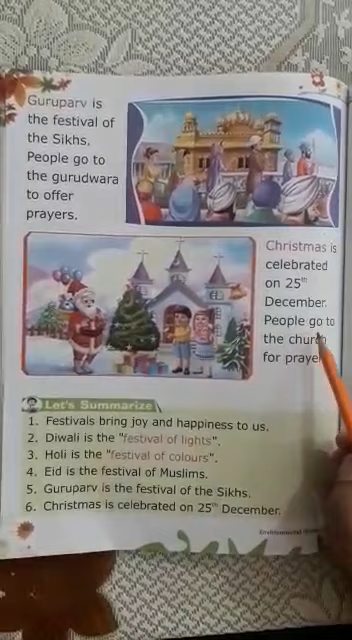 Guruparv is
the festival of
the Sikhs.
People go to
the gurudwara
to offer
prayers.
Christmas is
celebrated
on 25th
December.
People go to
the church
for prayer
Let's Summarize
1. Festivals bring joy and happiness to us.
2. Diwali is the "festival of lights".
3. Holi is the "festival of colours".
4. Eid is the festival of Muslims.
5. Guruparv is the festival of the Sikhs.
6. Christmas is celebrated on 25th December.
Environmental